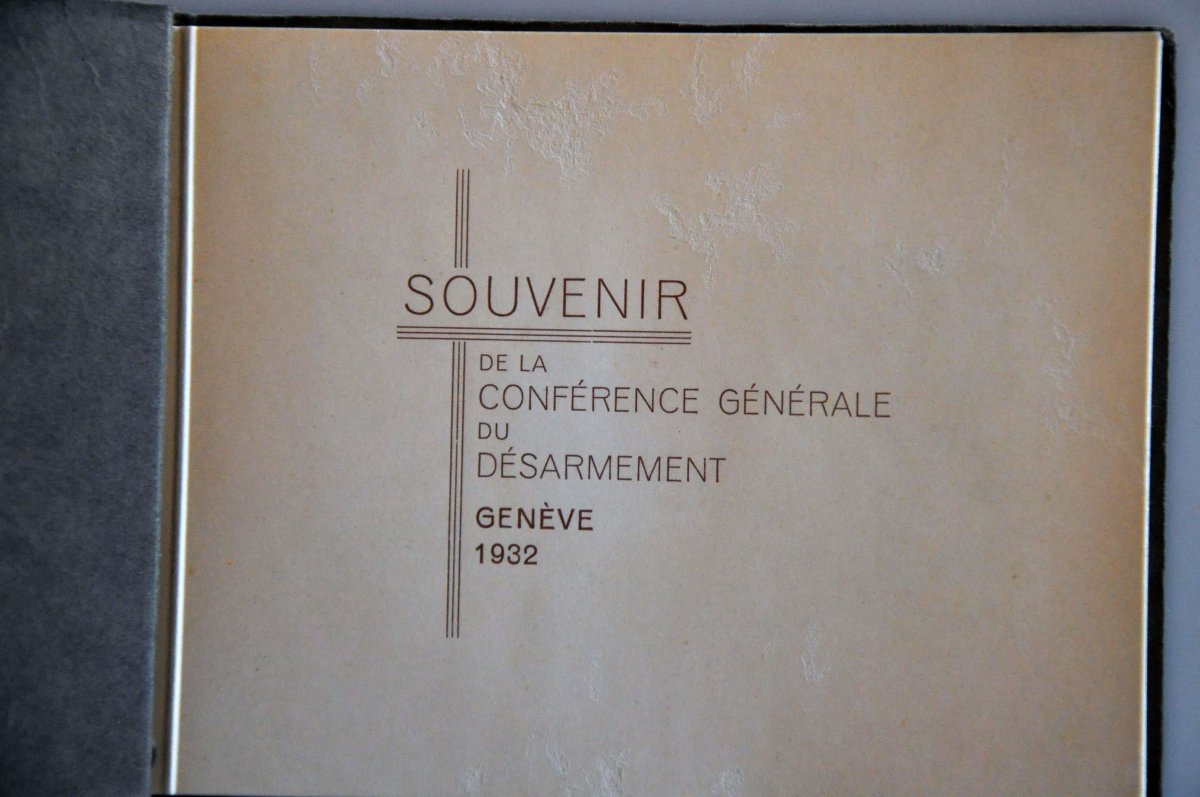 SOUVENIR
DE LA
CONFÉRENCE GÉNÉRALE
DU
DÉSARMEMENT
GENÈVE
1932